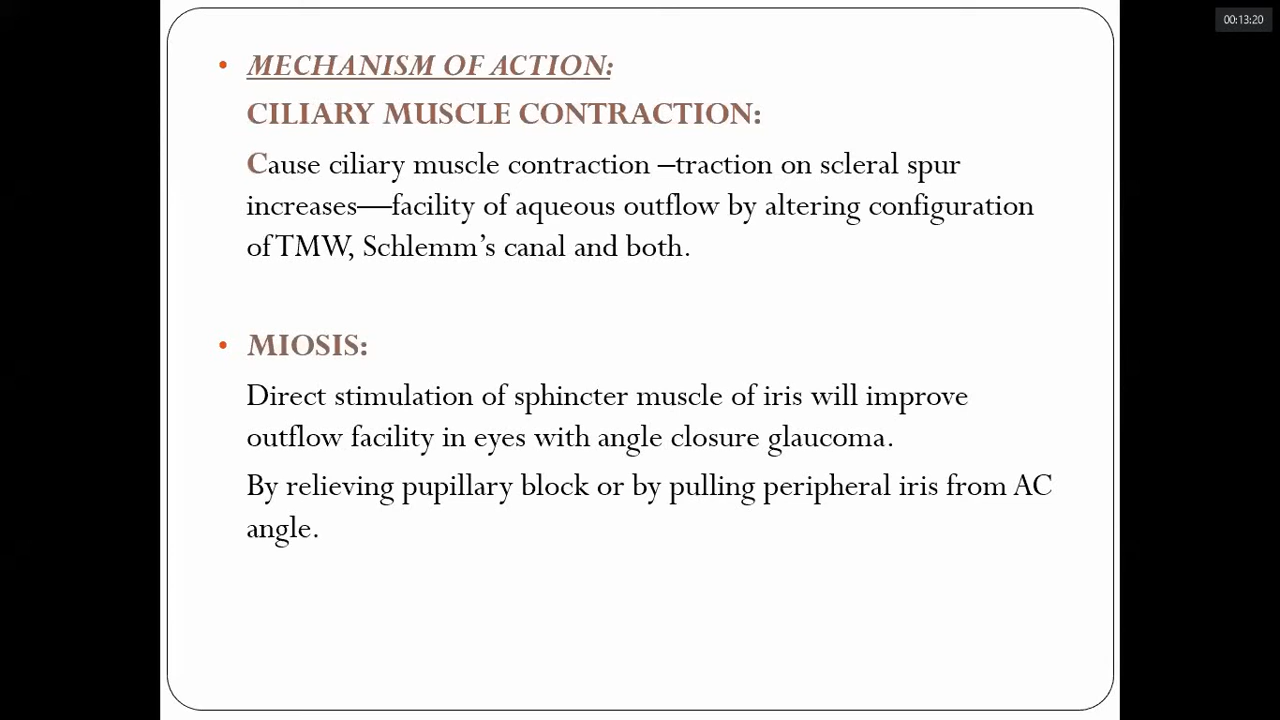 00:13:20
• MECHANISM OF ACTION:
CILIARY MUSCLE CONTRACTION:
Cause ciliary muscle contraction –traction on scleral spur
increases—–facility of aqueous outflow by altering configuration
of TMW, Schlemm’s canal and both.
• MIOSIS:
Direct stimulation of sphincter muscle of iris will improve
outflow facility in eyes with angle closure glaucoma.
By relieving pupillary block or by pulling peripheral iris from AC
angle.